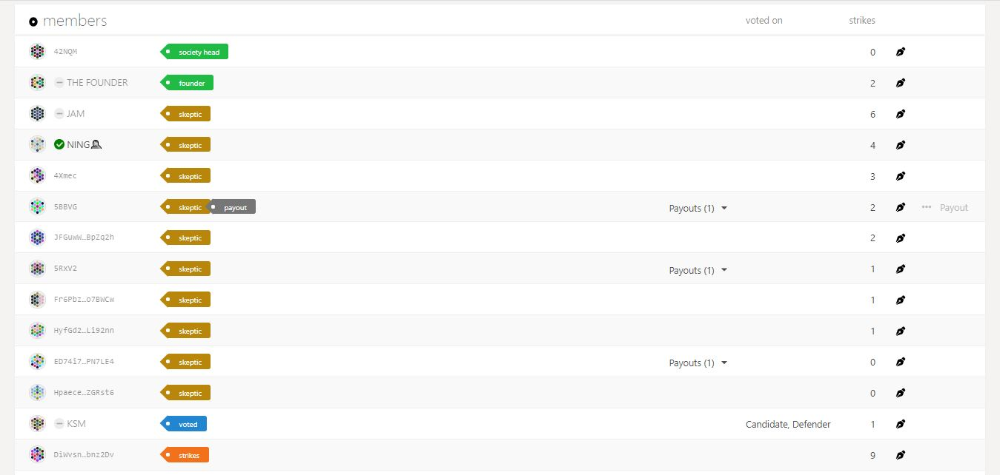 members voted on strikes
42NQM society head 0
THE FOUNDER founder 2
JAM skeptic 6
NING skeptic 4
4Xmec skeptic 3
5BBVG skeptic payout Payouts (1) 2 Payout
JFGuwW…BpZq2h skeptic 2
5RxV2 skeptic Payouts (1) 1
Fr6Pbz…o7BWCw skeptic 1
HyfGd2…Li92nn skeptic 1
ED74i7…PN7LE4 skeptic Payouts (1) 0
Hpaece…ZGRst6 skeptic 0
KSM voted Candidate, Defender 1
DiWvsn…bnz2Dv strikes 9